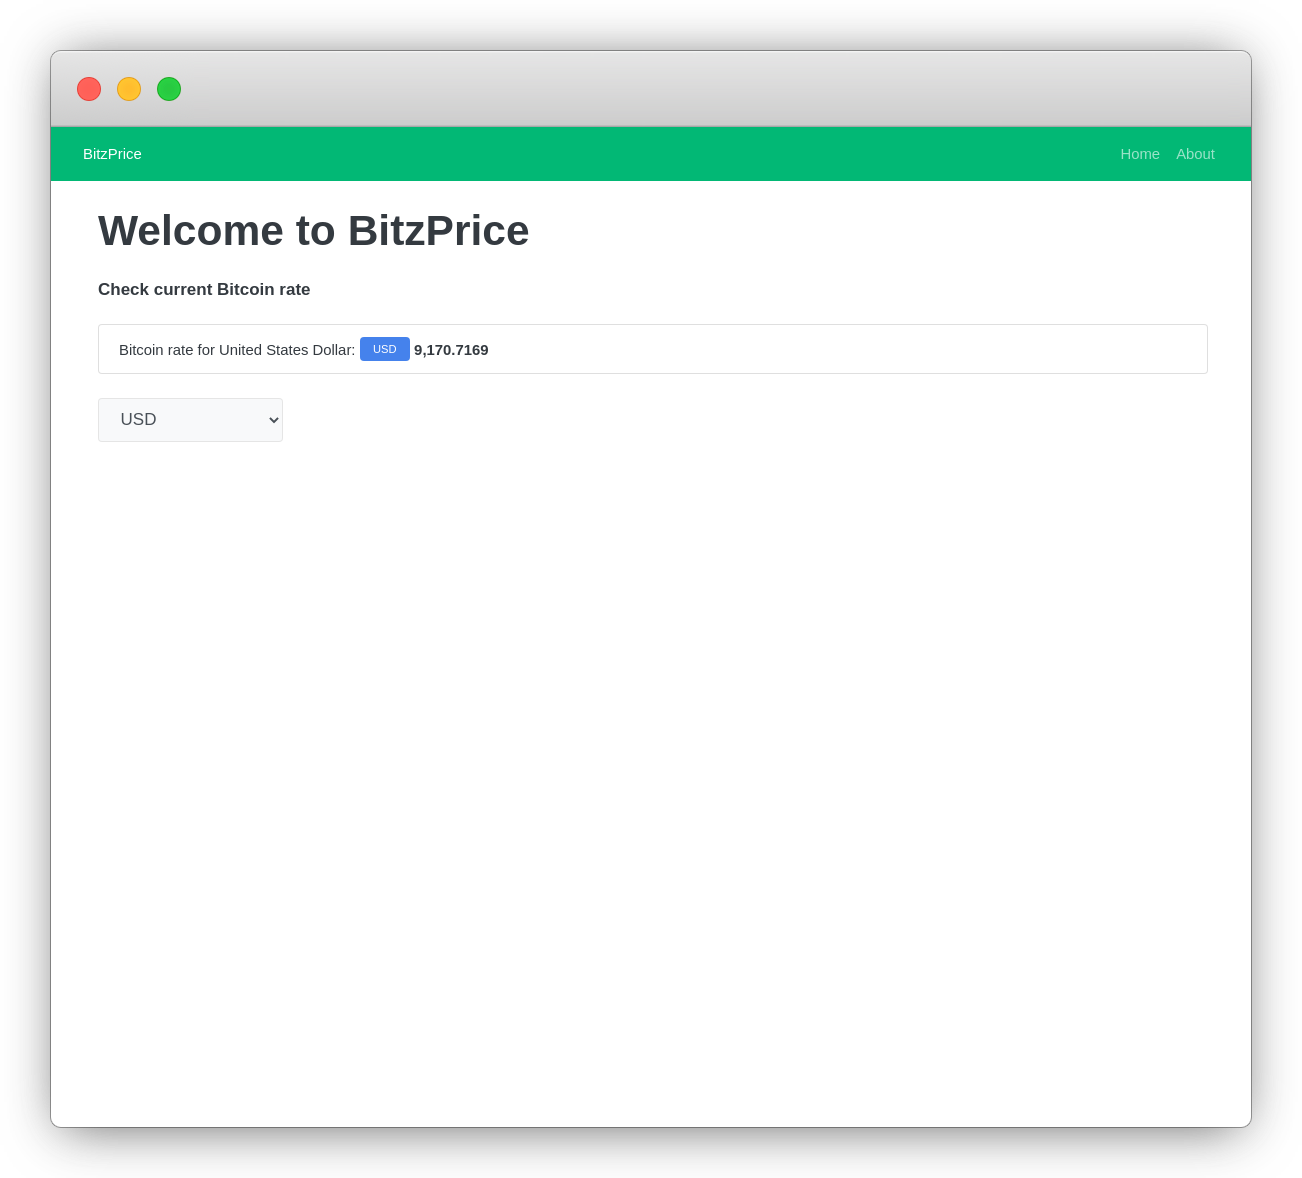 BitzPrice Home About
Welcome to BitzPrice
Check current Bitcoin rate
Bitcoin rate for United States Dollar: USD 9,170.7169
USD